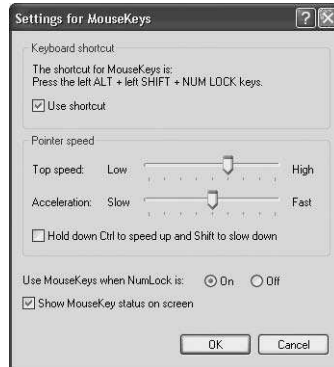 Settings for MouseKeys
Keyboard shortcut
The shortcut for MouseKeys is:
Press the left ALT + left SHIFT + NUM LOCK keys.
Use shortcut
Pointer speed
Top speed: Low High
Acceleration: Slow Fast
Hold down Ctrl to speed up and Shift to slow down
Use MouseKeys when NumLock is: On Off
Show MouseKey status on screen
OK Cancel